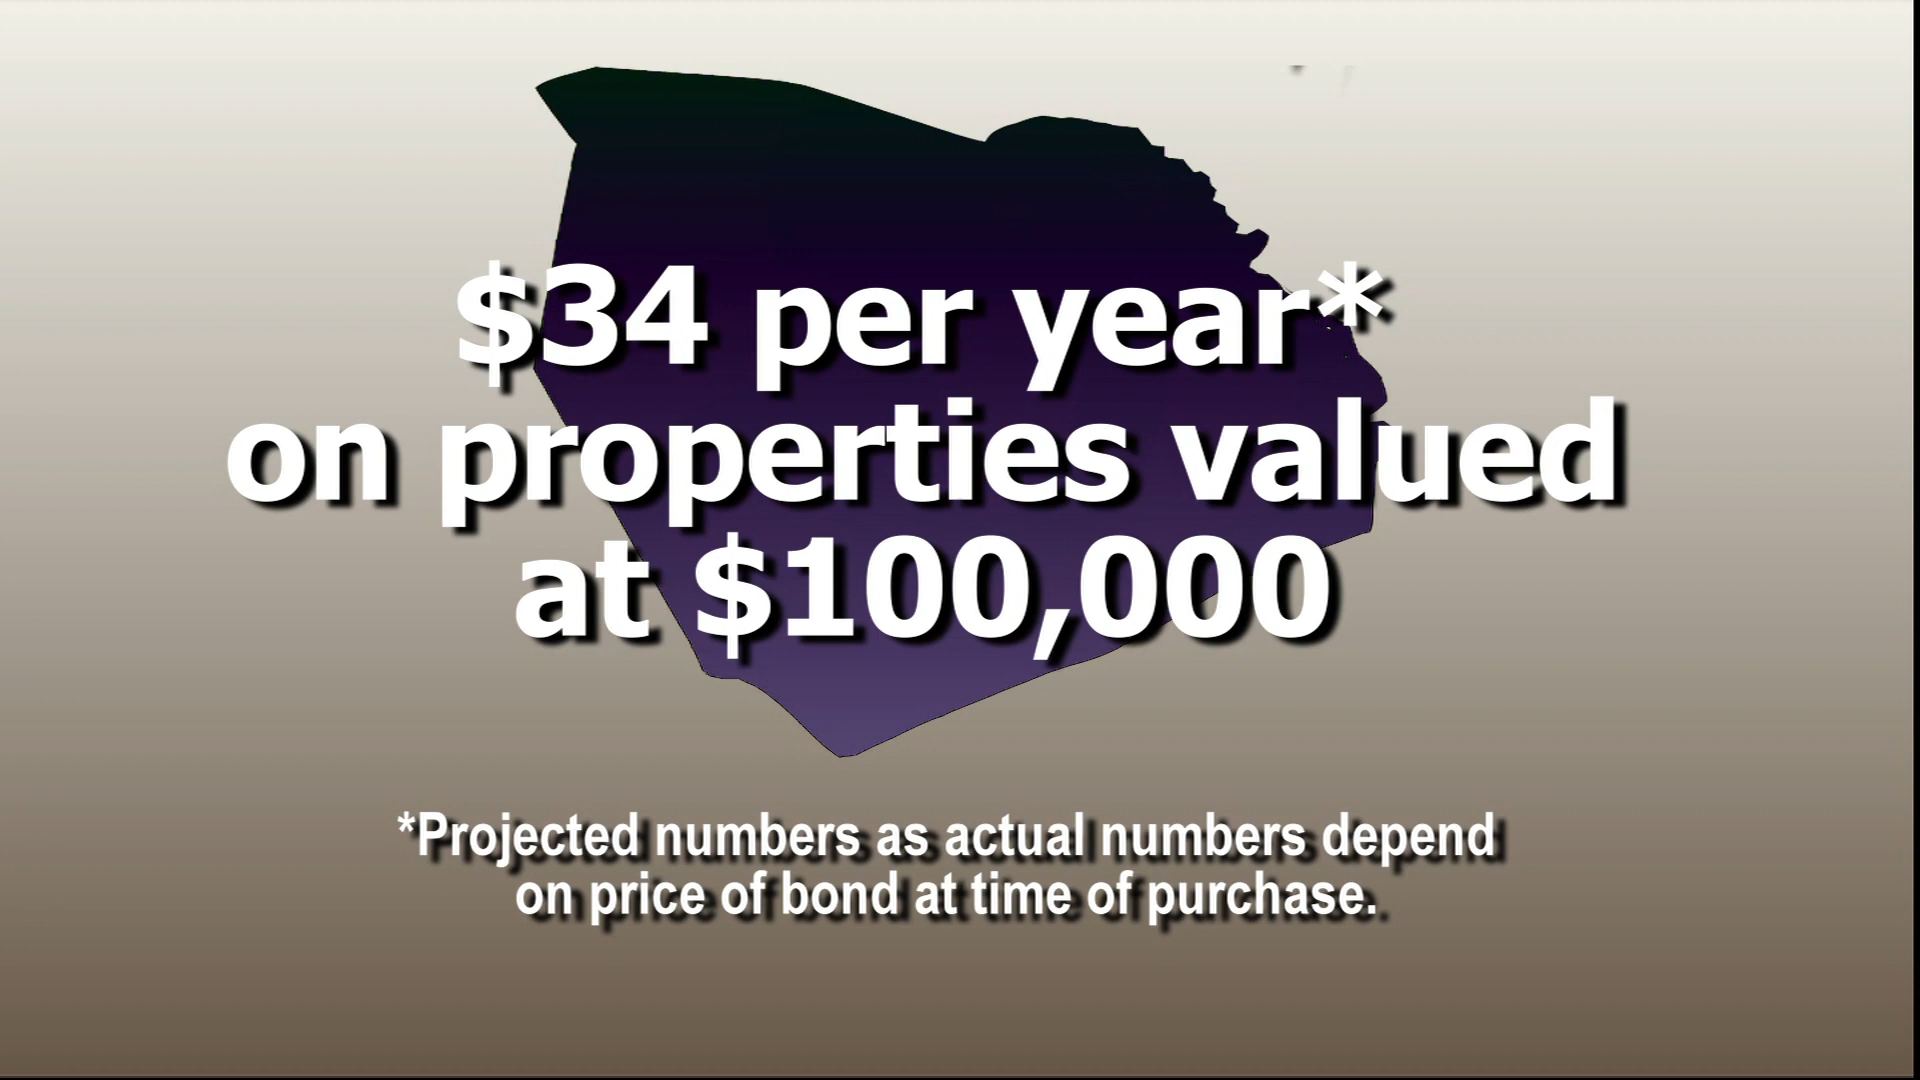 $34 per year*
on properties valued
at $100,000
*Projected numbers as actual numbers depend
on price of bond at time of purchase.